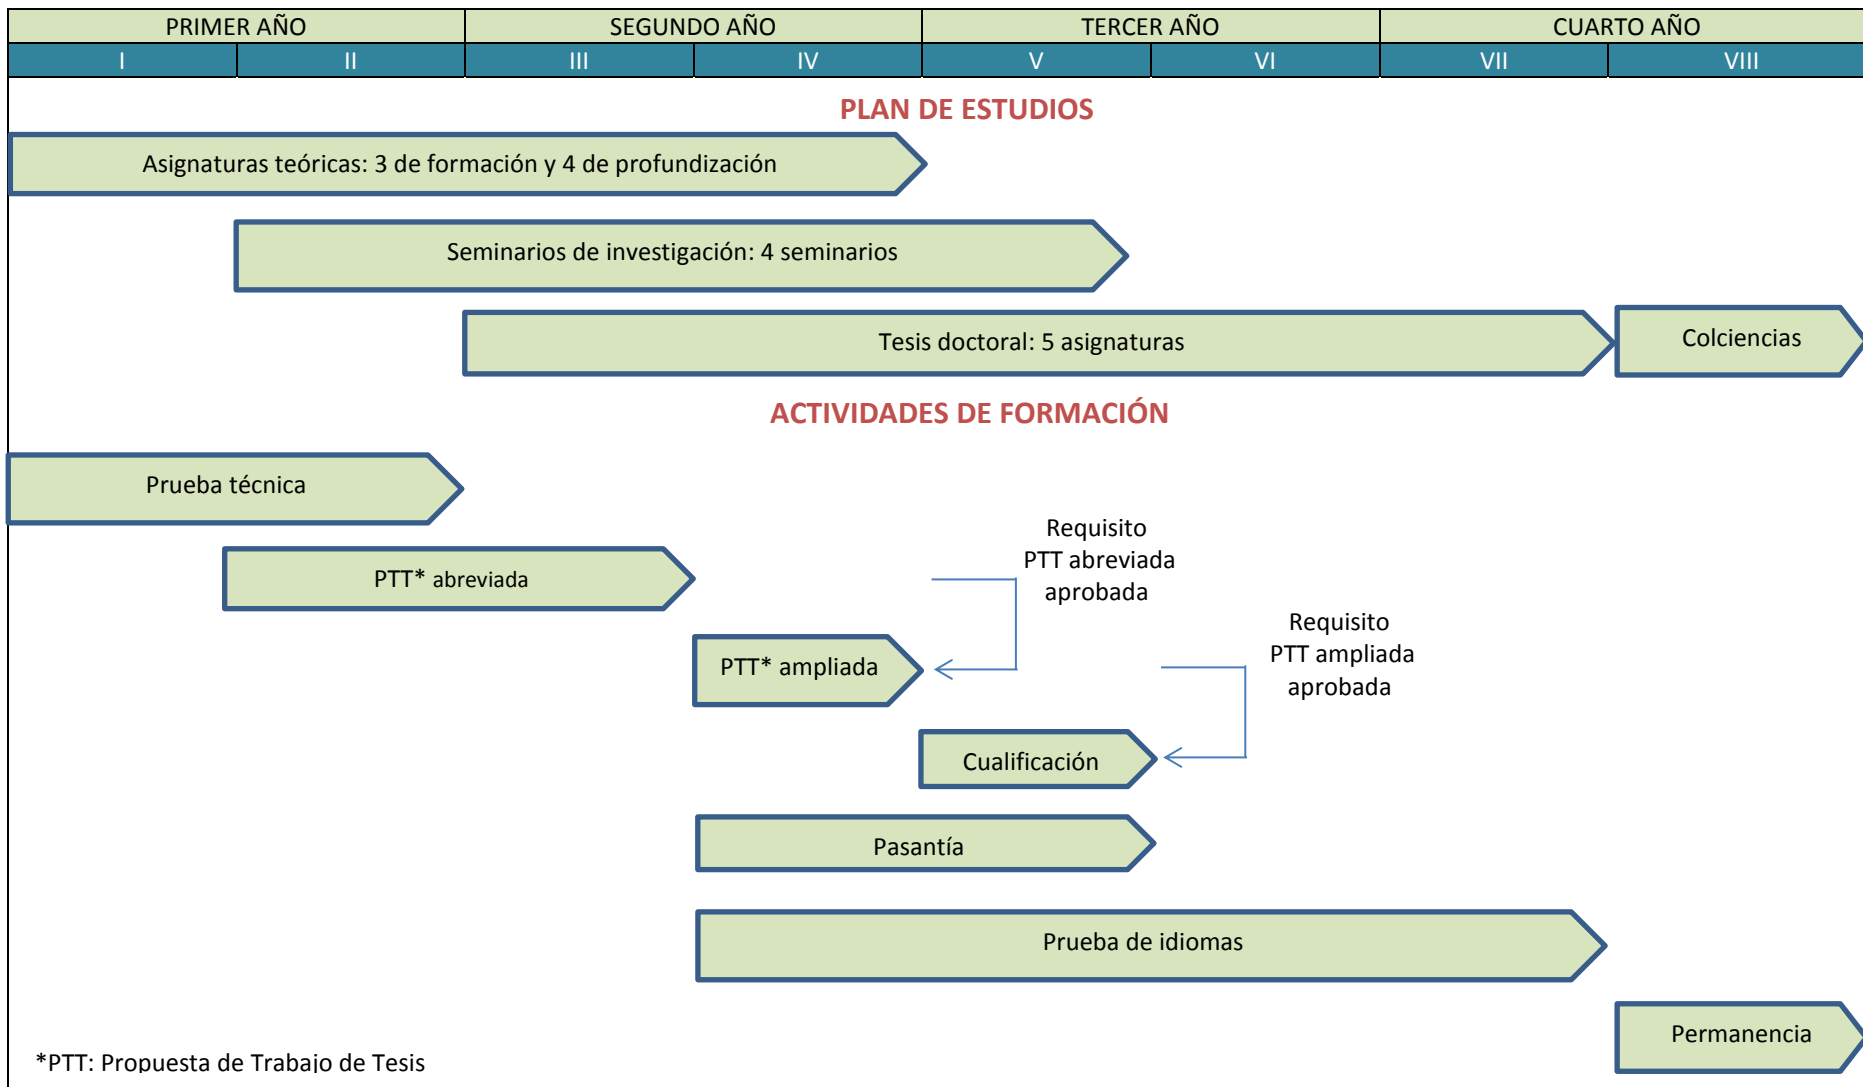 PRIMER AÑO SEGUNDO AÑO TERCER AÑO CUARTO AÑO
I II III IV V VI VII VIII
PLAN DE ESTUDIOS
Asignaturas teóricas: 3 de formación y 4 de profundización
Seminarios de investigación: 4 seminarios
Tesis doctoral: 5 asignaturas
Colciencias
ACTIVIDADES DE FORMACIÓN
Prueba técnica
PTT* abreviada
Requisito
PTT abreviada
aprobada
PTT* ampliada
Requisito
PTT ampliada
aprobada
Cualificación
Pasantía
Prueba de idiomas
Permanencia
*PTT: Propuesta de Trabajo de Tesis